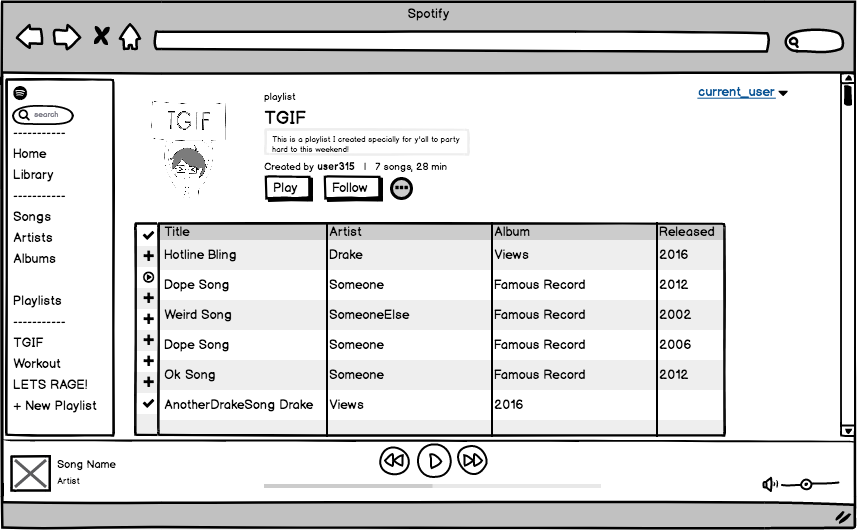 Spotify
search
-----------
Home
Library
-----------
Songs
Artists
Albums
Playlists
-----------
TGIF
Workout
LETS RAGE!
+ New Playlist
current_user
TGIF
playlist
TGIF
This is a playlist I created specially for y'all to party
hard to this weekend!
Created by user315 | 7 songs, 28 min
Play Follow
Title Artist Album Released
Hotline Bling Drake Views 2016
Dope Song Someone Famous Record 2012
Weird Song SomeoneElse Famous Record 2002
Dope Song Someone Famous Record 2006
Ok Song Someone Famous Record 2012
AnotherDrakeSong Drake Views 2016
Song Name
Artist